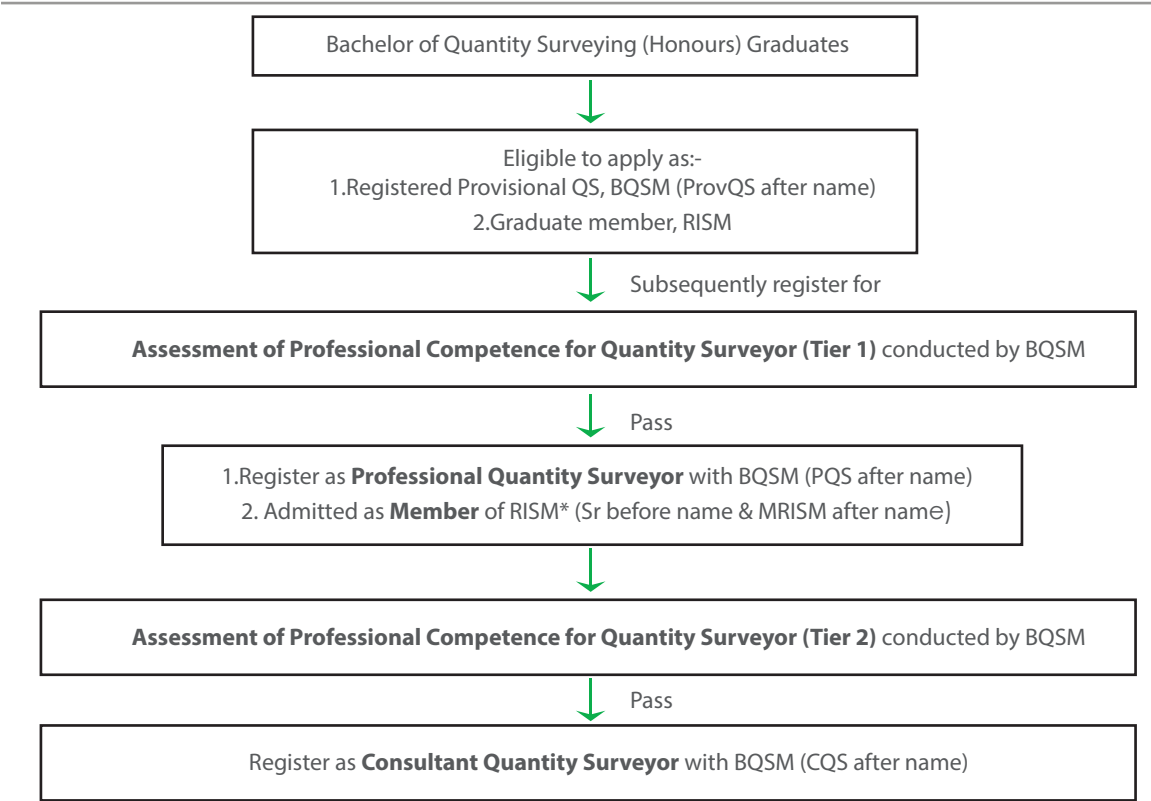 Bachelor of Quantity Surveying (Honours) Graduates
Eligible to apply as:-
1.Registered Provisional QS, BQSM (ProvQS after name)
2.Graduate member, RISM
Subsequently register for
Assessment of Professional Competence for Quantity Surveyor (Tier 1) conducted by BQSM
Pass
1.Register as Professional Quantity Surveyor with BQSM (PQS after name)
2. Admitted as Member of RISM* (Sr before name & MRISM after name)
Assessment of Professional Competence for Quantity Surveyor (Tier 2) conducted by BQSM
Pass
Register as Consultant Quantity Surveyor with BQSM (CQS after name)